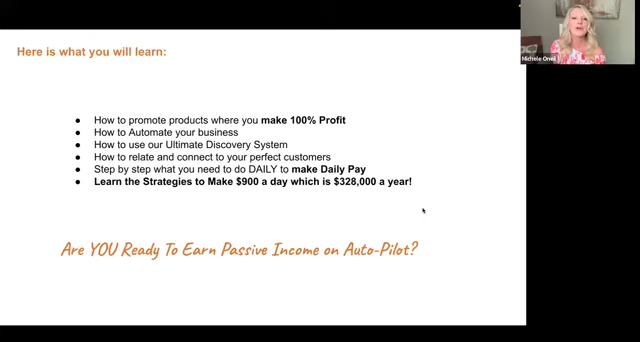 Here is what you will learn:
Michele Oneil
● How to promote products where you make 100% Profit
● How to Automate your business
● How to use our Ultimate Discovery System
● How to relate and connect to your perfect customers
● Step by step what you need to do DAILY to make Daily Pay
● Learn the Strategies to Make $900 a day which is $328,000 a year!
Are YOU Ready To Earn Passive Income on Auto-Pilot?